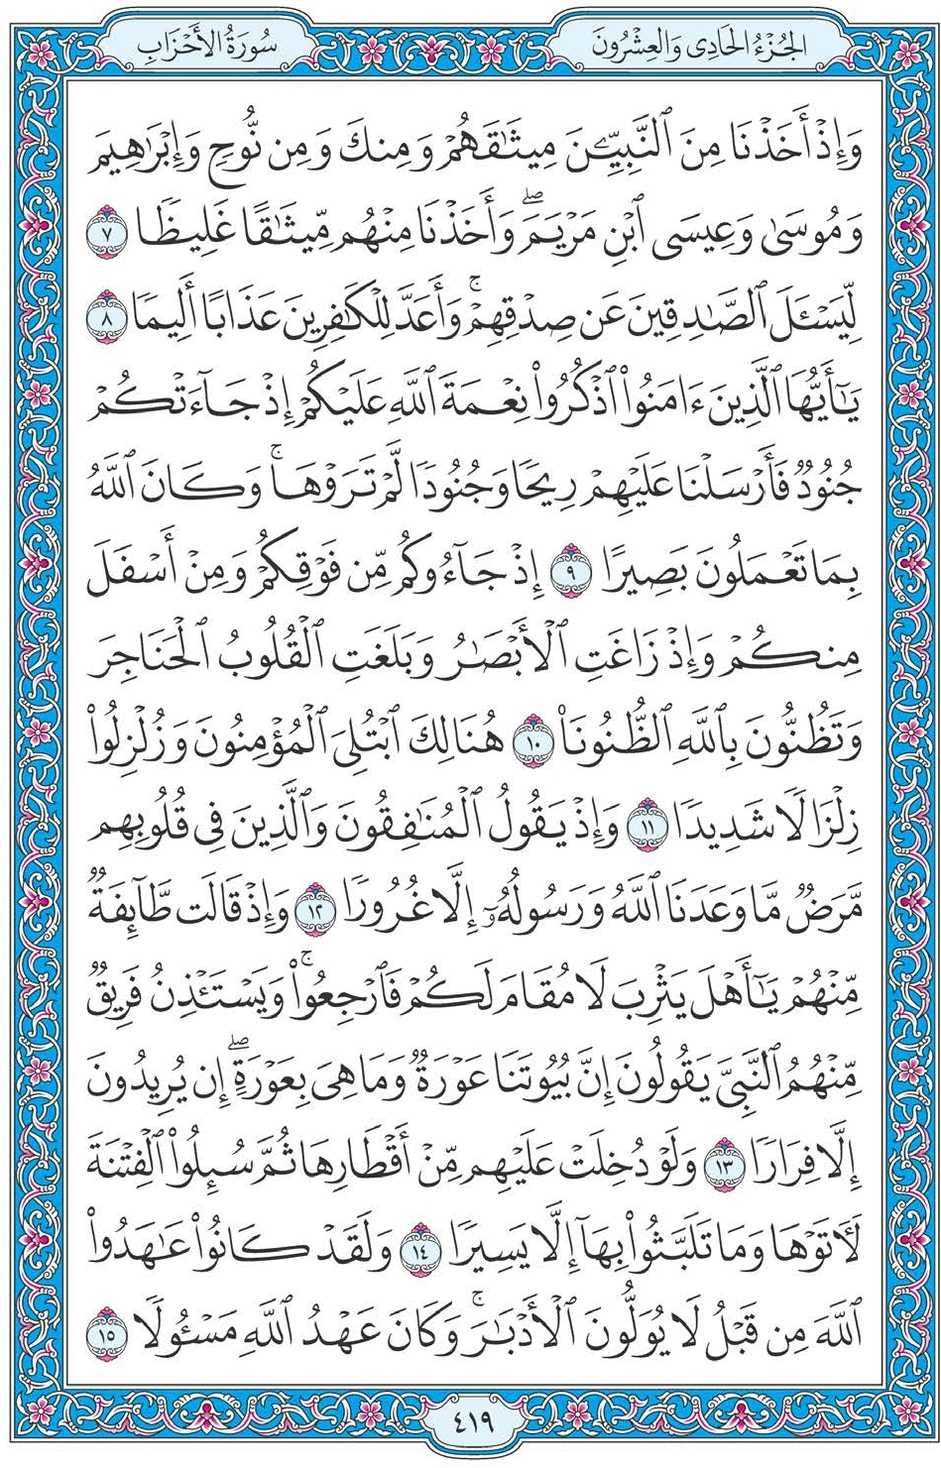 سُورَةُ الأَحْزَابِ
الجُزْءُ الحَادِي وَالعِشْرُونَ
وَإِذْ أَخَذْنَا مِنَ ٱلنَّبِيِّـۧنَ مِيثَٰقَهُمْ وَمِنكَ وَمِن نُّوحٍ وَإِبْرَٰهِيمَ
وَمُوسَىٰ وَعِيسَى ٱبْنِ مَرْيَمَۖ وَأَخَذْنَا مِنْهُم مِّيثَٰقًا غَلِيظًا ٧
لِّيَسْـَٔلَ ٱلصَّٰدِقِينَ عَن صِدْقِهِمْۚ وَأَعَدَّ لِلْكَٰفِرِينَ عَذَابًا أَلِيمًا ٨
يَٰٓأَيُّهَا ٱلَّذِينَ ءَامَنُوا۟ ٱذْكُرُوا۟ نِعْمَةَ ٱللَّهِ عَلَيْكُمْ إِذْ جَآءَتْكُمْ
جُنُودٌ فَأَرْسَلْنَا عَلَيْهِمْ رِيحًا وَجُنُودًا لَّمْ تَرَوْهَاۚ وَكَانَ ٱللَّهُ
بِمَا تَعْمَلُونَ بَصِيرًا ٩ إِذْ جَآءُوكُم مِّن فَوْقِكُمْ وَمِنْ أَسْفَلَ
مِنكُمْ وَإِذْ زَاغَتِ ٱلْأَبْصَٰرُ وَبَلَغَتِ ٱلْقُلُوبُ ٱلْحَنَاجِرَ
وَتَظُنُّونَ بِٱللَّهِ ٱلظُّنُونَا۠ ١٠ هُنَالِكَ ٱبْتُلِىَ ٱلْمُؤْمِنُونَ وَزُلْزِلُوا۟
زِلْزَالًا شَدِيدًا ١١ وَإِذْ يَقُولُ ٱلْمُنَٰفِقُونَ وَٱلَّذِينَ فِى قُلُوبِهِم
مَّرَضٌ مَّا وَعَدَنَا ٱللَّهُ وَرَسُولُهُۥٓ إِلَّا غُرُورًا ١٢ وَإِذْ قَالَت طَّآئِفَةٌ
مِّنْهُمْ يَٰٓأَهْلَ يَثْرِبَ لَا مُقَامَ لَكُمْ فَٱرْجِعُوا۟ۚ وَيَسْتَـْٔذِنُ فَرِيقٌ
مِّنْهُمُ ٱلنَّبِىَّ يَقُولُونَ إِنَّ بُيُوتَنَا عَوْرَةٌ وَمَا هِىَ بِعَوْرَةٍۖ إِن يُرِيدُونَ
إِلَّا فِرَارًا ١٣ وَلَوْ دُخِلَتْ عَلَيْهِم مِّنْ أَقْطَارِهَا ثُمَّ سُئِلُوا۟ ٱلْفِتْنَةَ
لَـَٔاتَوْهَا وَمَا تَلَبَّثُوا۟ بِهَآ إِلَّا يَسِيرًا ١٤ وَلَقَدْ كَانُوا۟ عَٰهَدُوا۟
ٱللَّهَ مِن قَبْلُ لَا يُوَلُّونَ ٱلْأَدْبَٰرَۚ وَكَانَ عَهْدُ ٱللَّهِ مَسْـُٔولًا ١٥
٤١٩